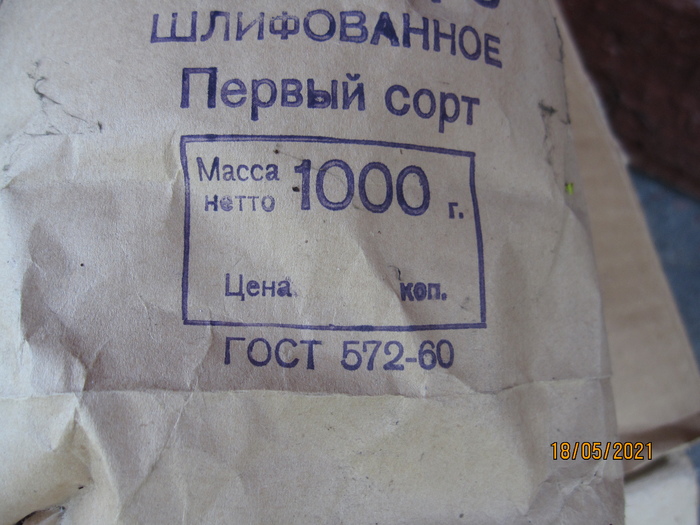 ШЛИФОВАННОЕ
Первый сорт
Масса
нетто 1000 г.
Цена коп.
ГОСТ 572-60
18/05/2021